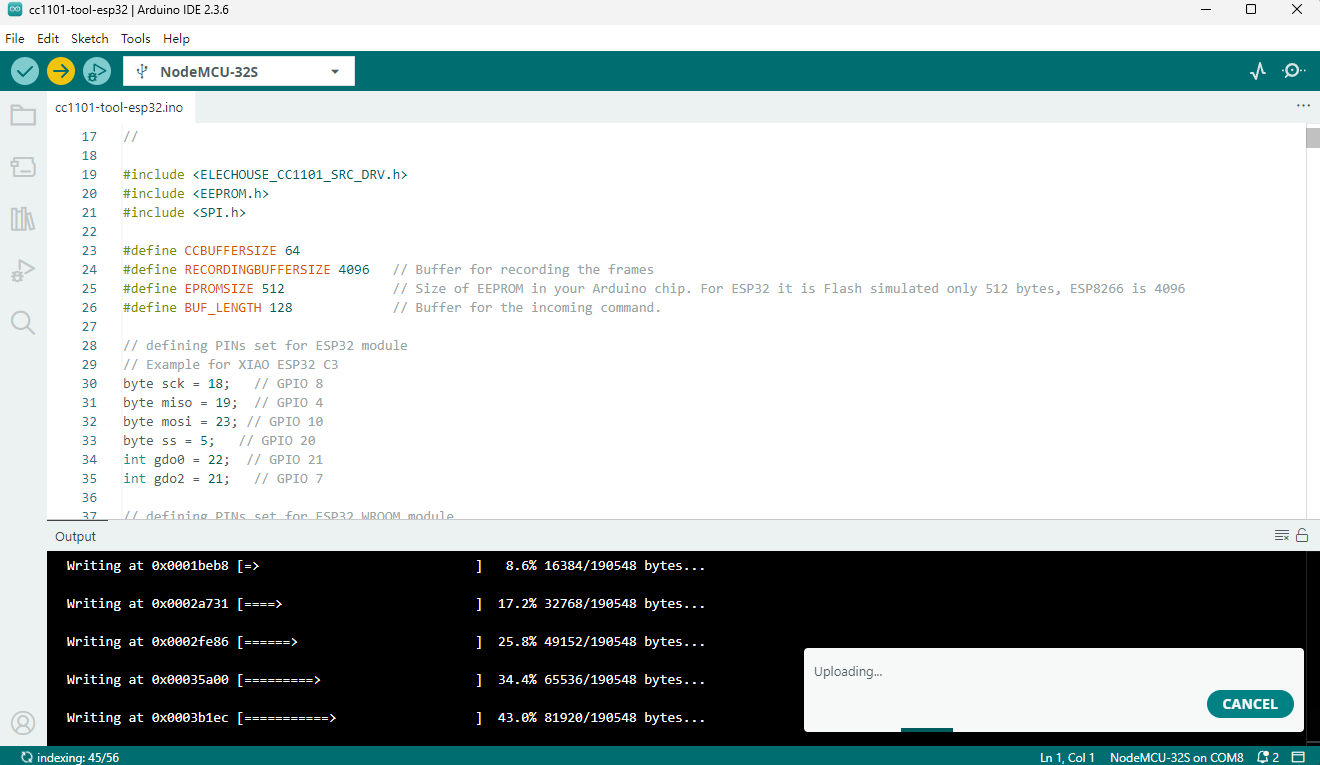 cc1101-tool-esp32 | Arduino IDE 2.3.6
File Edit Sketch Tools Help
NodeMCU-32S
cc1101-tool-esp32.ino
17 //
18
19 #include <ELECHOUSE_CC1101_SRC_DRV.h>
20 #include <EEPROM.h>
21 #include <SPI.h>
22
23 #define CCBUFFERSIZE 64
24 #define RECORDINGBUFFERSIZE 4096 // Buffer for recording the frames
25 #define EPROMSIZE 512 // Size of EEPROM in your Arduino chip. For ESP32 it is Flash simulated only 512 bytes, ESP8266 is 4096
26 #define BUF_LENGTH 128 // Buffer for the incoming command.
27
28 // defining PINs set for ESP32 module
29 // Example for XIAO ESP32 C3
30 byte sck = 18; // GPIO 8
31 byte miso = 19; // GPIO 4
32 byte mosi = 23; // GPIO 10
33 byte ss = 5; // GPIO 20
34 int gdo0 = 22; // GPIO 21
35 int gdo2 = 21; // GPIO 7
36
37 // defining PINs set for ESP32 WROOM module
Output
Writing at 0x0001beb8 [=> ] 8.6% 16384/190548 bytes...
Writing at 0x0002a731 [====> ] 17.2% 32768/190548 bytes...
Writing at 0x0002fe86 [======> ] 25.8% 49152/190548 bytes...
Writing at 0x00035a00 [=========> ] 34.4% 65536/190548 bytes...
Writing at 0x0003b1ec [===========> ] 43.0% 81920/190548 bytes...
Uploading...
CANCEL
indexing: 45/56
Ln 1, Col 1 NodeMCU-32S on COM8 2